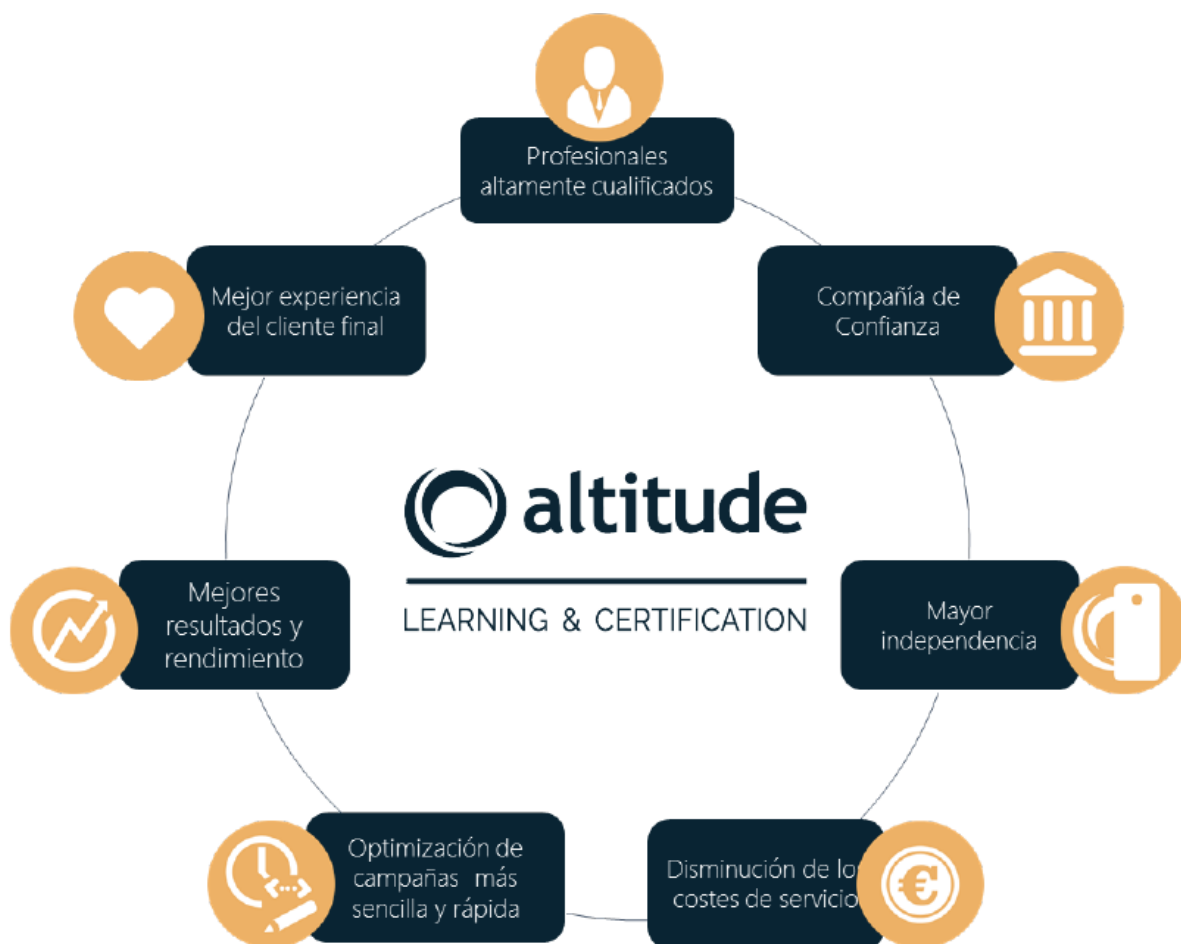 Profesionales
altamente cualificados
Mejor experiencia
del cliente final
Compañía de
Confianza
altitude
LEARNING & CERTIFICATION
Mejores
resultados y
rendimiento
Mayor
independencia
Optimización de
campañas más
sencilla y rápida
Disminución de los
costes de servicio
€